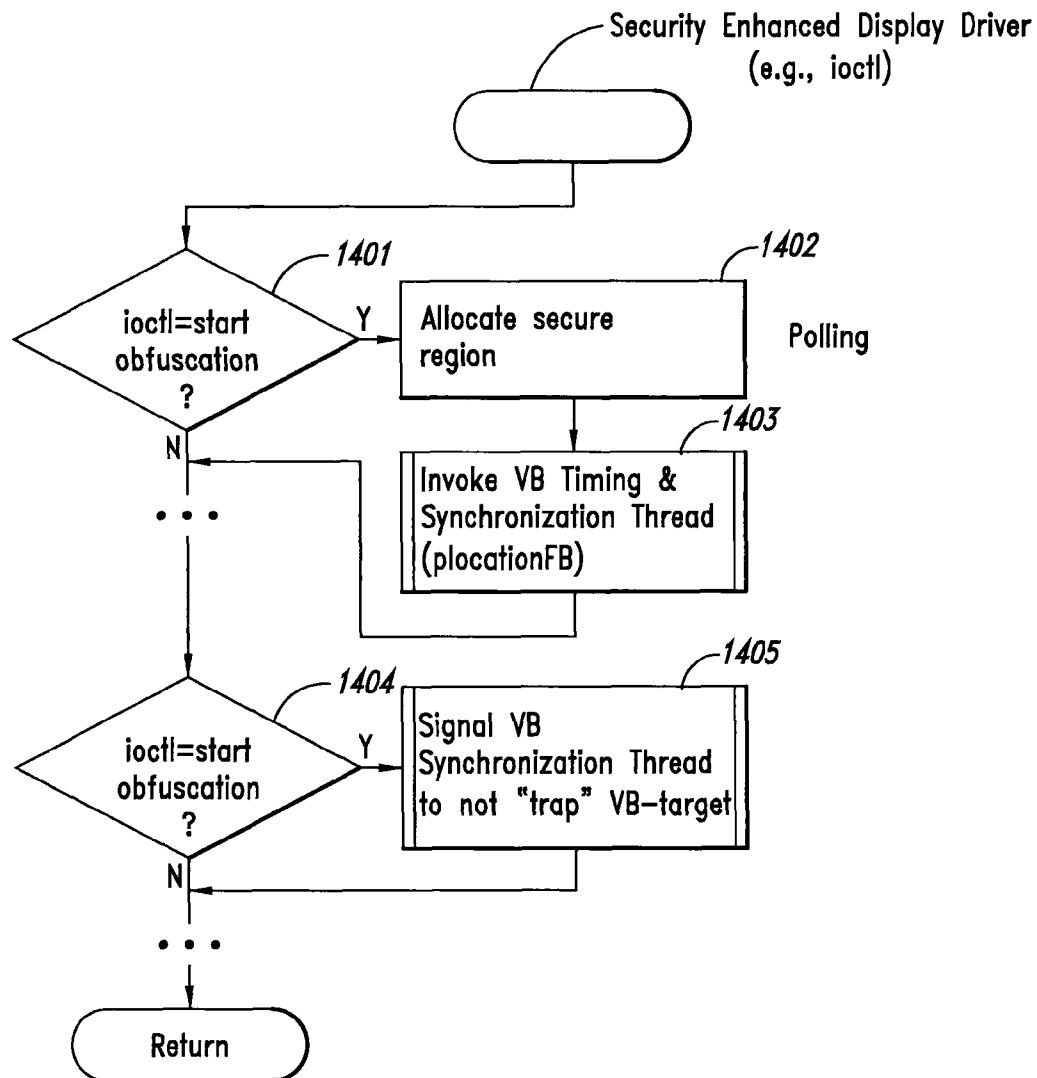 Security Enhanced Display Driver
(e.g., ioctl)
1401
ioctl=start
obfuscation
?
Y
N
1402
Allocate secure
region
Polling
1403
Invoke VB Timing &
Synchronization Thread
(plocationFB)
• • •
1404
ioctl=start
obfuscation
?
Y
N
1405
Signal VB
Synchronization Thread
to not "trap" VB-target
• • •
Return